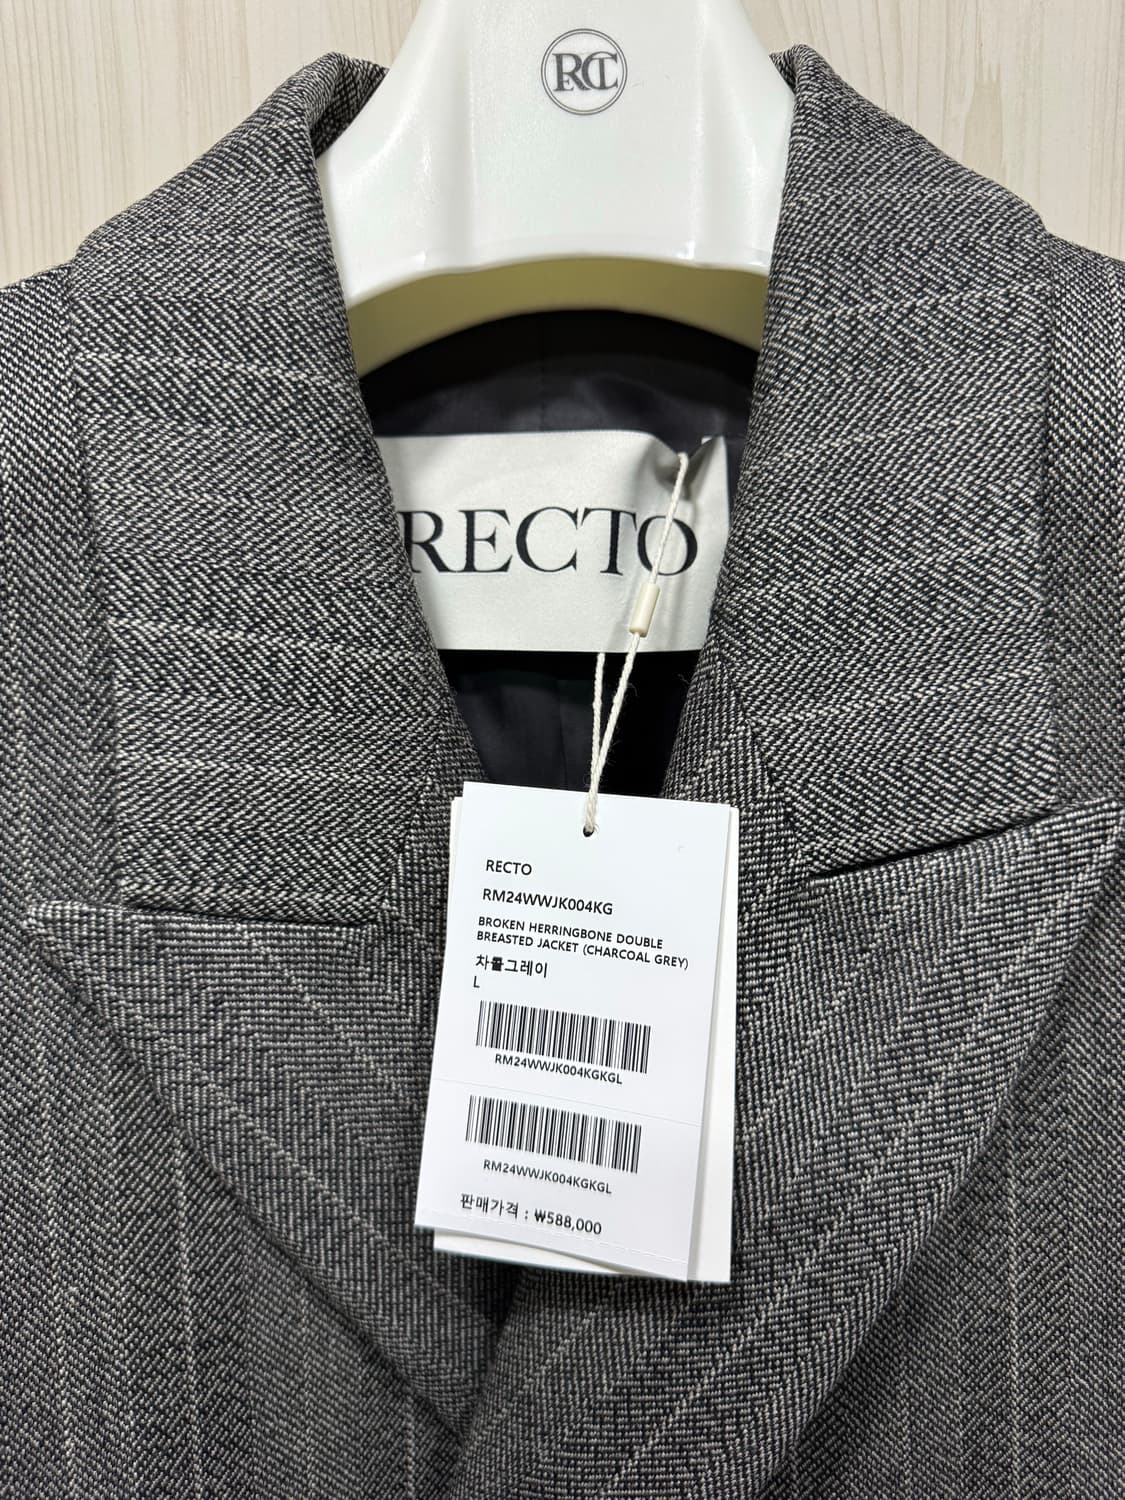 RCT
RECTO
RECTO
RM24WWJK004KG
BROKEN HERRINGBONE DOUBLE
BREASTED JACKET (CHARCOAL GREY)
차콜그레이
L
RM24WWJK004KGKGL
RM24WWJK004KGKGL
판매가격 : ₩588,000